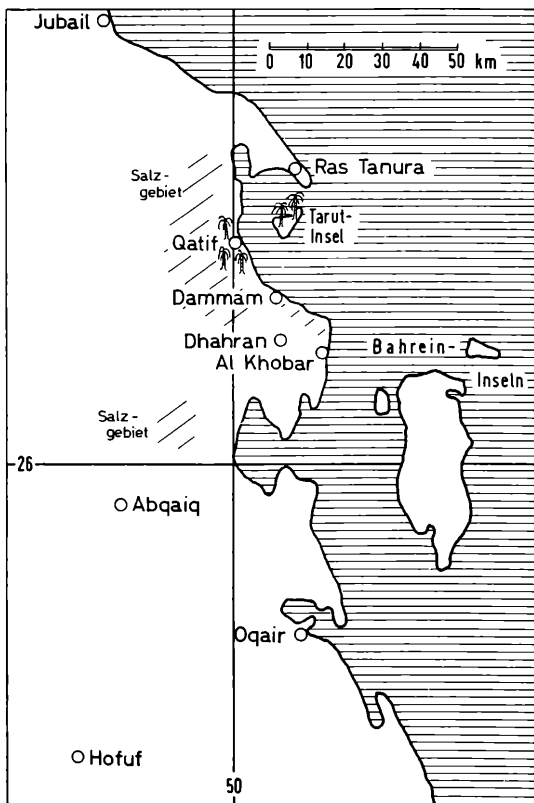 Jubail
0 10 20 30 40 50
km
Ras Tanura
Salz-
gebiet
Tarut-
Insel
Qatif
Dammam
Dhahran
Bahrein-
Al Khobar
Inseln
Salz-
gebiet
26
Abqaiq
Oqair
Hofuf
50